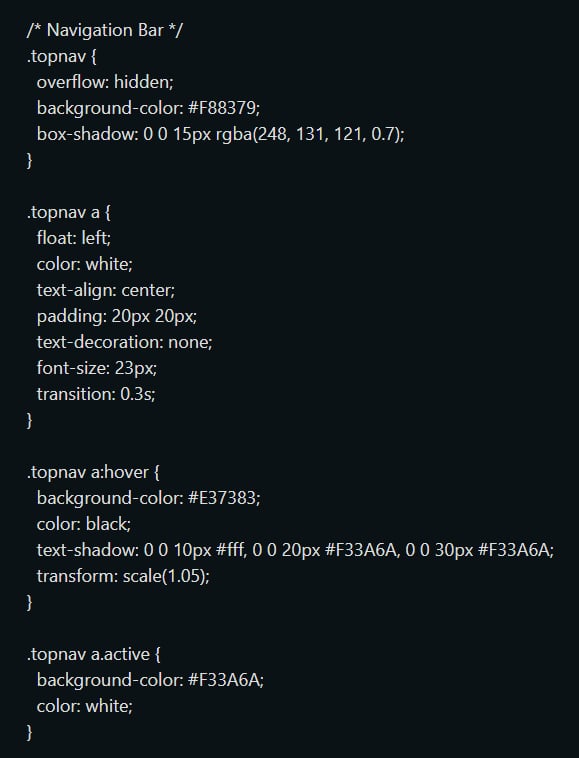 /* Navigation Bar */
.topnav {
  overflow: hidden;
  background-color: #F88379;
  box-shadow: 0 0 15px rgba(248, 131, 121, 0.7);
}

.topnav a {
  float: left;
  color: white;
  text-align: center;
  padding: 20px 20px;
  text-decoration: none;
  font-size: 23px;
  transition: 0.3s;
}

.topnav a:hover {
  background-color: #E37383;
  color: black;
  text-shadow: 0 0 10px #fff, 0 0 20px #F33A6A, 0 0 30px #F33A6A;
  transform: scale(1.05);
}

.topnav a.active {
  background-color: #F33A6A;
  color: white;
}